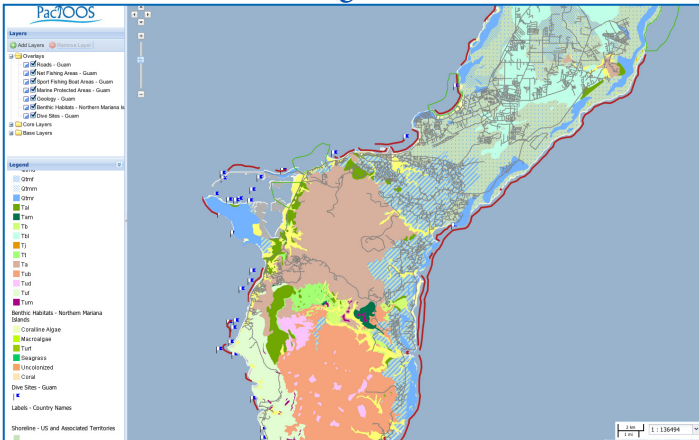 PacIOOS
Layers
Add Layers Remove Layer
Overlays
Roads - Guam
Net Fishing Areas - Guam
Sport Fishing Boat Areas - Guam
Marine Protected Areas - Guam
Geology - Guam
Benthic Habitats - Northern Mariana Is
Dive Sites - Guam
Core Layers
Base Layers
Legend
Qtmf
Qtmm
Qtmr
Tal
Tam
Tb
Tbl
Tj
Tt
Ta
Tub
Tud
Tuf
Tum
Benthic Habitats - Northern Mariana
Islands
Coralline Algae
Macroalgae
Turf
Seagrass
Uncolonized
Coral
Dive Sites - Guam
Labels - Country Names
Shoreline - US and Associated Territories
2 km
1 mi
1 : 136494